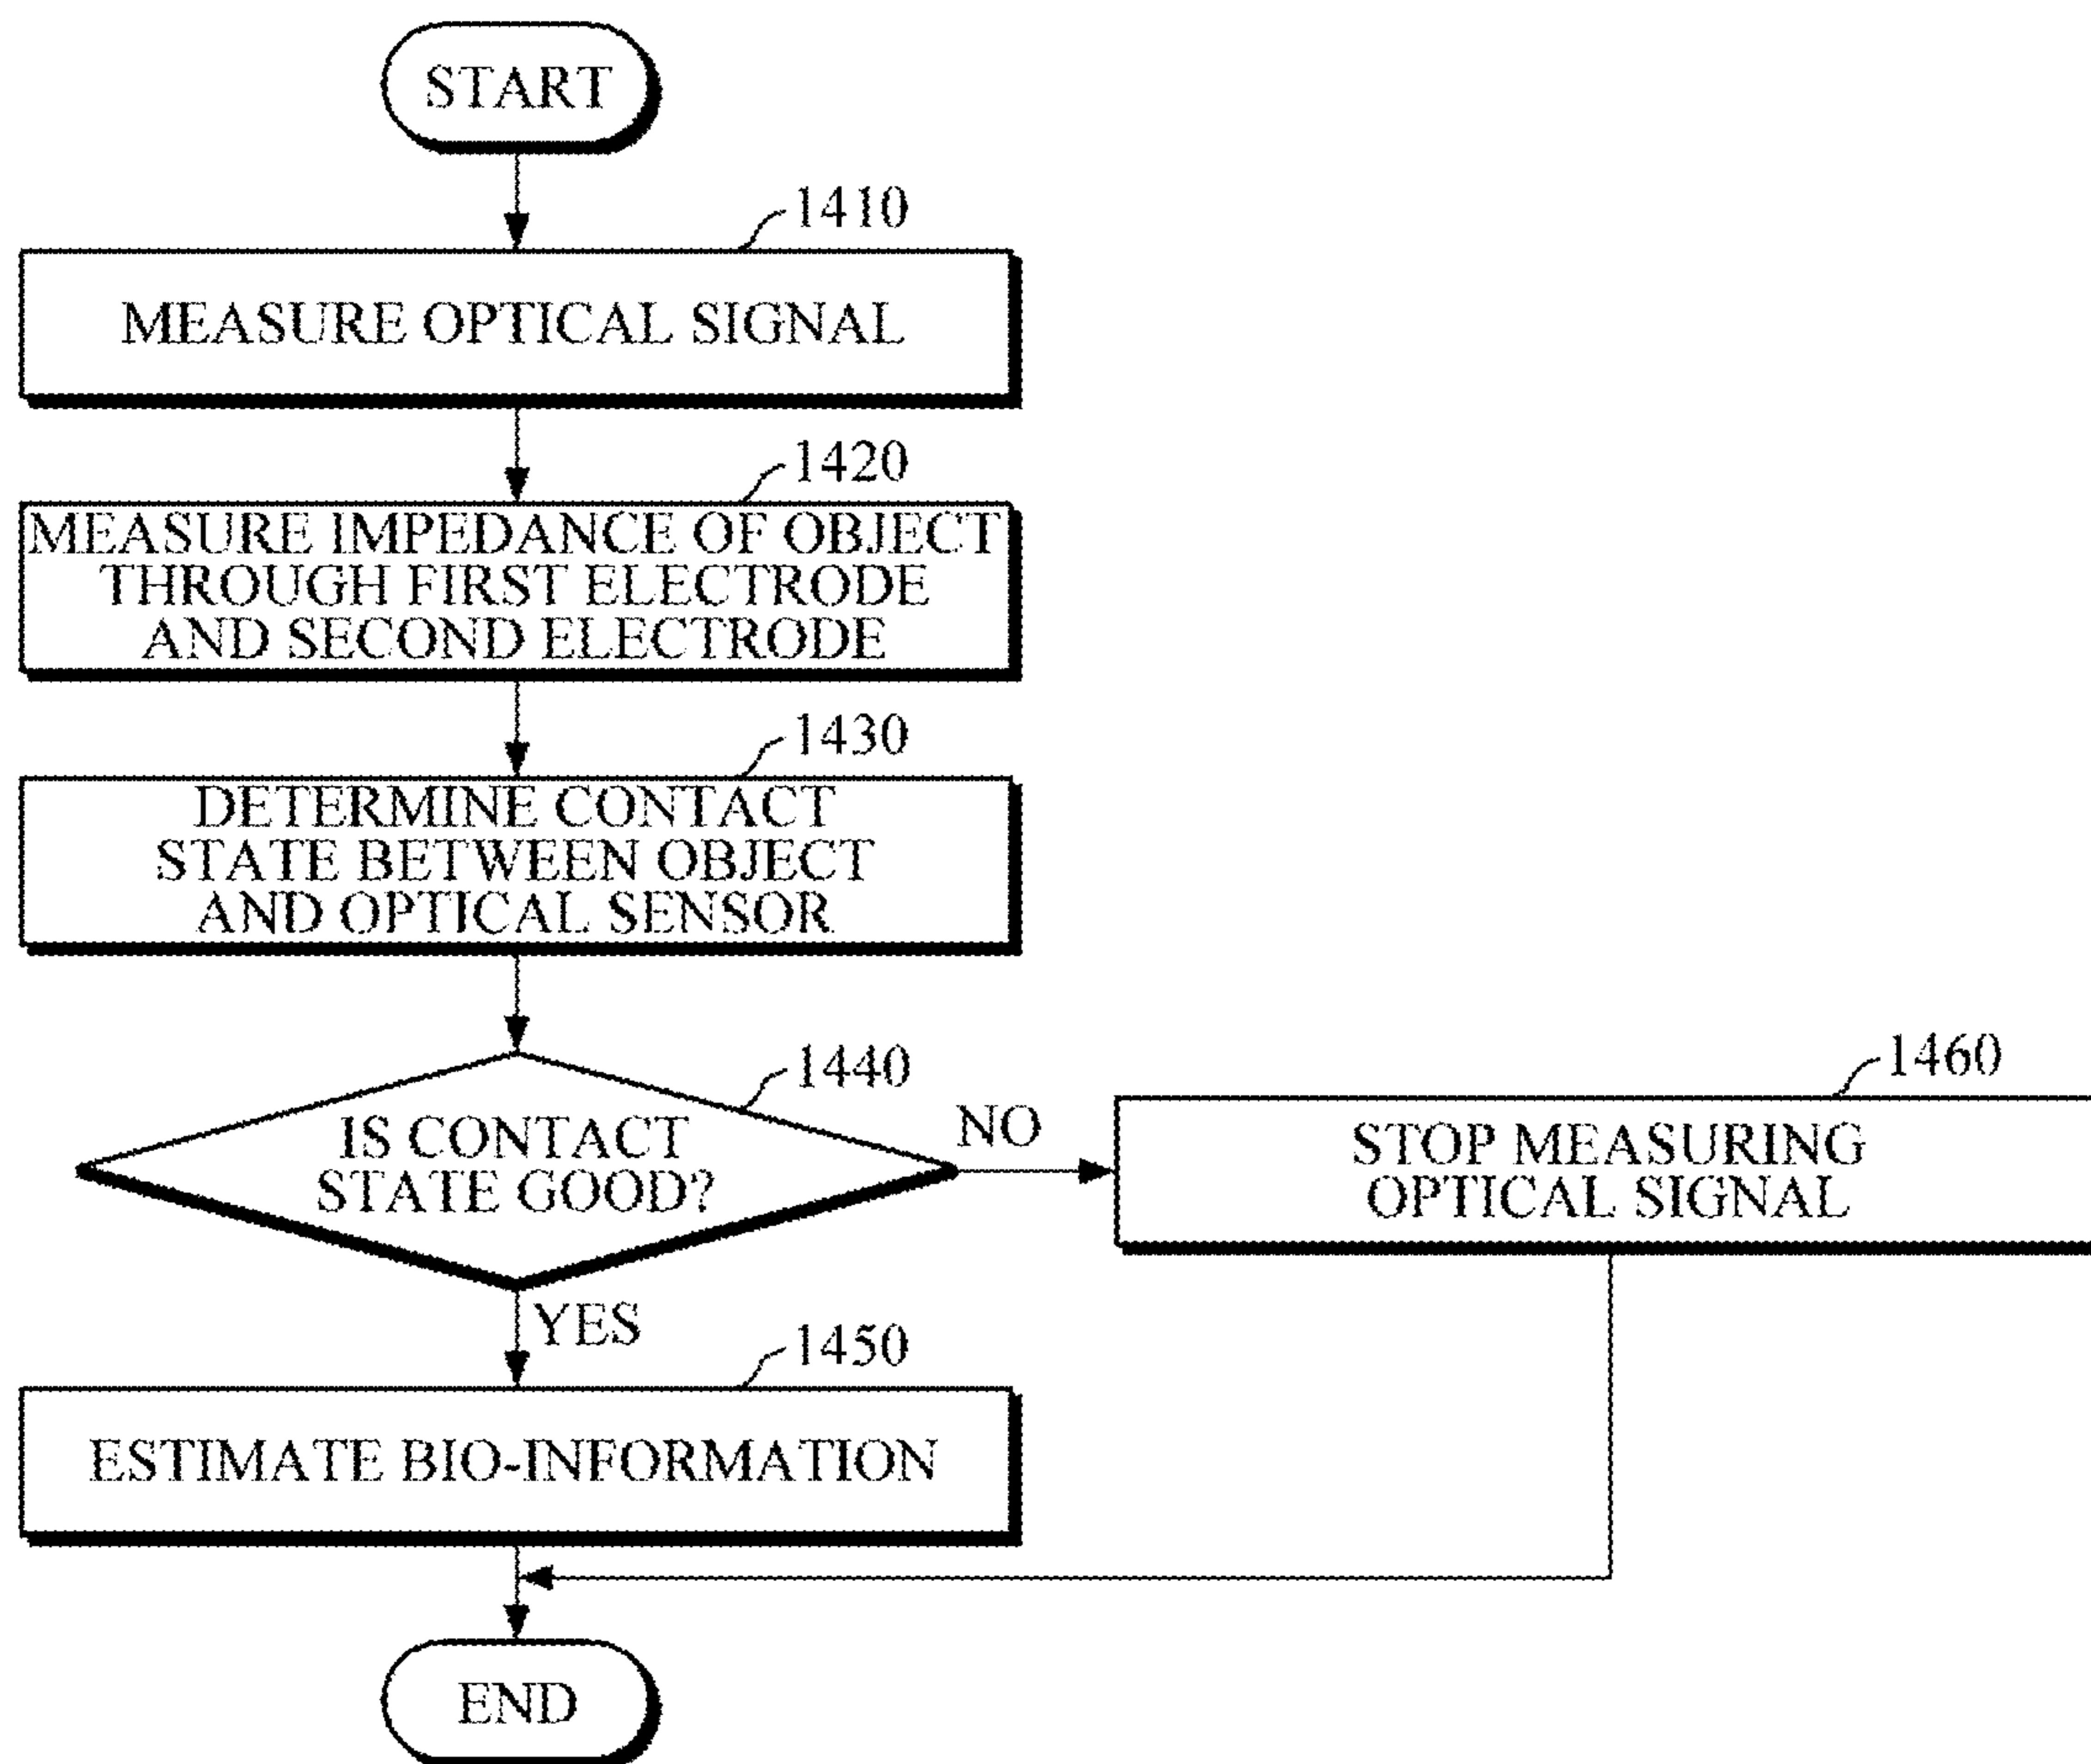 START
1410
MEASURE OPTICAL SIGNAL
1420
MEASURE IMPEDANCE OF OBJECT
THROUGH FIRST ELECTRODE
AND SECOND ELECTRODE
1430
DETERMINE CONTACT
STATE BETWEEN OBJECT
AND OPTICAL SENSOR
1440
IS CONTACT
STATE GOOD?
NO
1460
STOP MEASURING
OPTICAL SIGNAL
YES
1450
ESTIMATE BIO-INFORMATION
END